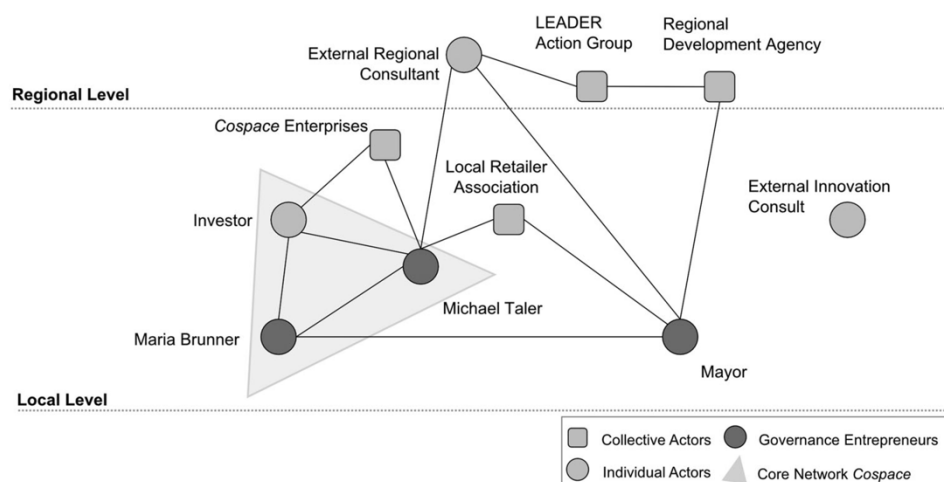 LEADER
Action Group
Regional
Development Agency
External Regional
Consultant
Regional Level
Cospace Enterprises
Local Retailer
Association
External Innovation
Consult
Investor
Michael Taler
Maria Brunner
Mayor
Local Level
Collective Actors
Governance Entrepreneurs
Individual Actors
Core Network Cospace